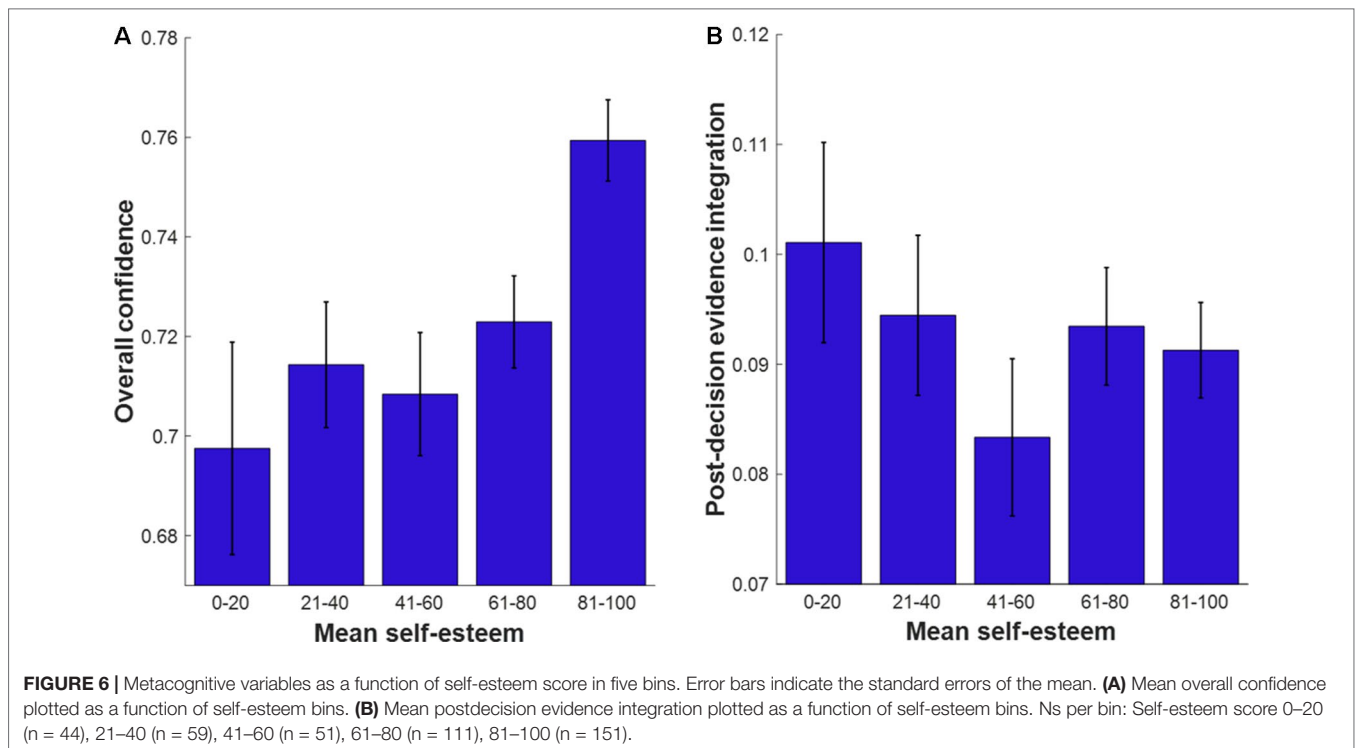 A
0.78
0.76
0.74
0.72
0.7
0.68
Overall confidence
0-20 21-40 41-60 61-80 81-100
Mean self-esteem
B
0.12
0.11
0.1
0.09
0.08
0.07
Post-decision evidence integration
0-20 21-40 41-60 61-80 81-100
Mean self-esteem
FIGURE 6 | Metacognitive variables as a function of self-esteem score in five bins. Error bars indicate the standard errors of the mean. (A) Mean overall confidence
plotted as a function of self-esteem bins. (B) Mean postdecision evidence integration plotted as a function of self-esteem bins. Ns per bin: Self-esteem score 0–20
(n = 44), 21–40 (n = 59), 41–60 (n = 51), 61–80 (n = 111), 81–100 (n = 151).